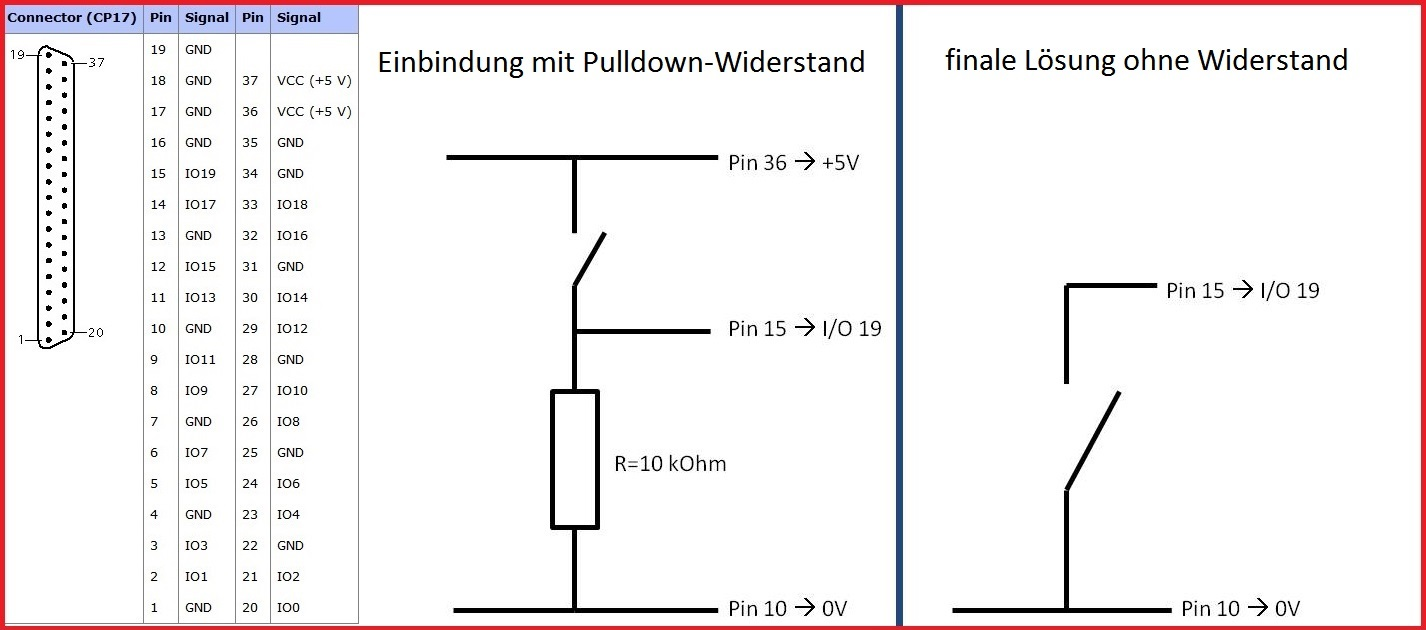 Connector (CP17) Pin Signal Pin Signal
19 GND
18 GND 37 VCC (+5 V)
17 GND 36 VCC (+5 V)
16 GND 35 GND
15 IO19 34 GND
14 IO17 33 IO18
13 GND 32 IO16
12 IO15 31 GND
11 IO13 30 IO14
10 GND 29 IO12
9 IO11 28 GND
8 IO9 27 IO10
7 GND 26 IO8
6 IO7 25 GND
5 IO5 24 IO6
4 GND 23 IO4
3 IO3 22 GND
2 IO1 21 IO2
1 GND 20 IO0
19
37
1
20
Einbindung mit Pulldown-Widerstand
Pin 36 → +5V
Pin 15 → I/O 19
R=10 kOhm
Pin 10 → 0V
finale Lösung ohne Widerstand
Pin 15 → I/O 19
Pin 10 → 0V